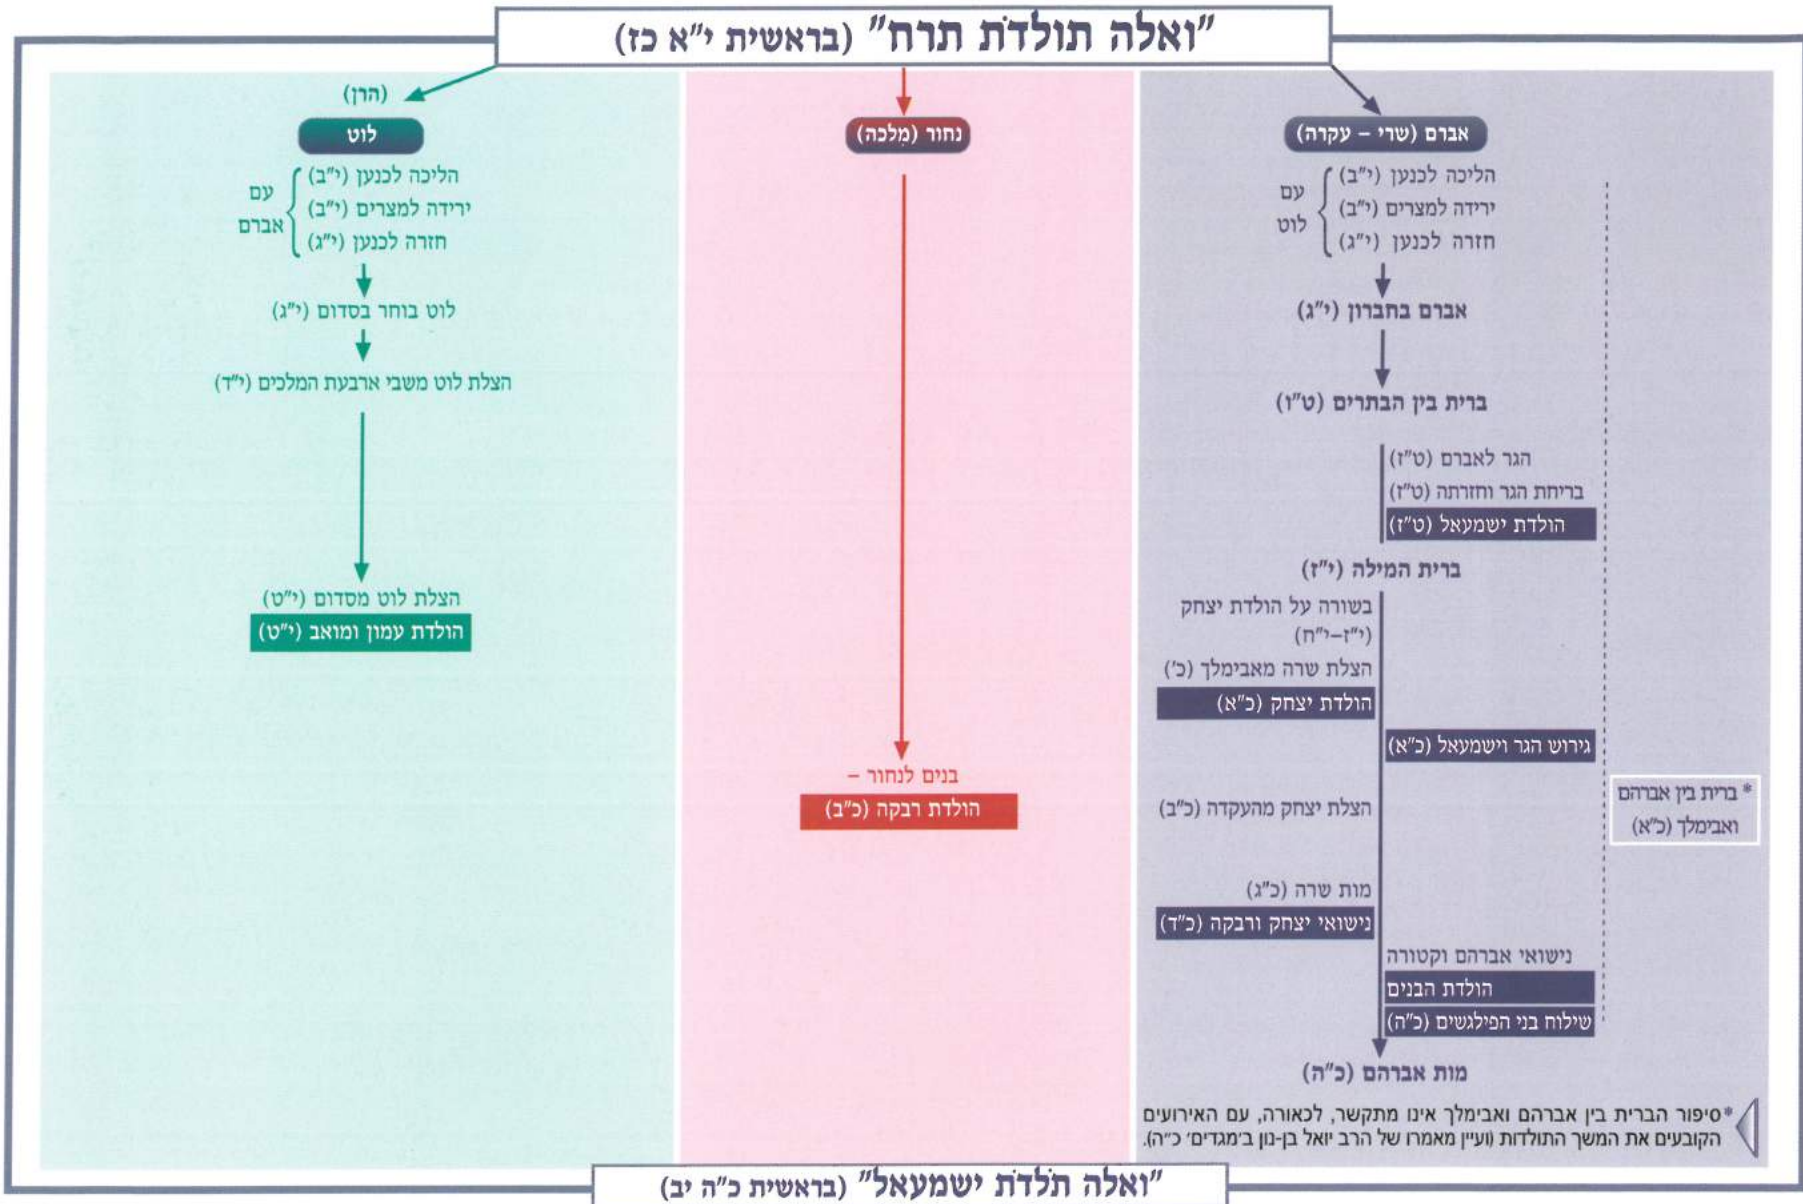 "ואלה תולדֹת תרח" (בראשית י"א כז)
אברם (שרי – עקרה)
הליכה לכנען (י"ב)
ירידה למצרים (י"ב)
חזרה לכנען (י"ג)
עם
לוט
אברם בחברון (י"ג)
ברית בין הבתרים (ט"ו)
הגר לאברם (ט"ז)
בריחת הגר וחזרתה (ט"ז)
הולדת ישמעאל (ט"ז)
ברית המילה (י"ז)
בשורה על הולדת יצחק
(י"ז–י"ח)
הצלת שרה מאבימלך (כ')
הולדת יצחק (כ"א)
גירוש הגר וישמעאל (כ"א)
* ברית בין אברהם
ואבימלך (כ"א)
הצלת יצחק מהעקדה (כ"ב)
מות שרה (כ"ג)
נישואי יצחק ורבקה (כ"ד)
נישואי אברהם וקטורה
הולדת הבנים
שילוח בני הפילגשים (כ"ה)
מות אברהם (כ"ה)
*סיפור הברית בין אברהם ואבימלך אינו מתקשר, לכאורה, עם האירועים
הקובעים את המשך התולדות (ועיין מאמרו של הרב יואל בן-נון ב'מגדים' כ"ה).
נחור (מִלכה)
בנים לנחור –
הולדת רבקה (כ"ב)
(הרן)
לוט
הליכה לכנען (י"ב)
ירידה למצרים (י"ב)
חזרה לכנען (י"ג)
עם
אברם
לוט בוחר בסדום (י"ג)
הצלת לוט משבי ארבעת המלכים (י"ד)
הצלת לוט מסדום (י"ט)
הולדת עמון ומואב (י"ט)
"ואלה תֹלדֹת ישמעאל" (בראשית כ"ה יב)